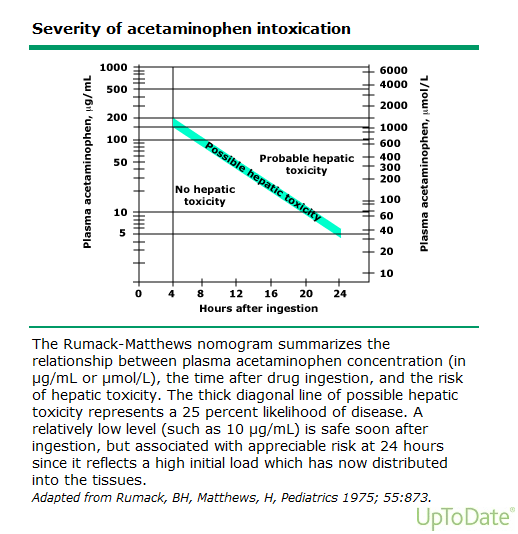 Severity of acetaminophen intoxication
Plasma acetaminophen, µg/mL
1000
500
200
100
50
10
5
Possible hepatic toxicity
Probable hepatic
toxicity
No hepatic
toxicity
6000
4000
2000
1000
600
400
300
200
100
60
40
20
10
Plasma acetaminophen, µmol/L
0 4 8 12 16 20 24
Hours after ingestion
The Rumack-Matthews nomogram summarizes the
relationship between plasma acetaminophen concentration (in
µg/mL or µmol/L), the time after drug ingestion, and the risk
of hepatic toxicity. The thick diagonal line of possible hepatic
toxicity represents a 25 percent likelihood of disease. A
relatively low level (such as 10 µg/mL) is safe soon after
ingestion, but associated with appreciable risk at 24 hours
since it reflects a high initial load which has now distributed
into the tissues.
Adapted from Rumack, BH, Matthews, H, Pediatrics 1975; 55:873.
UpToDate®